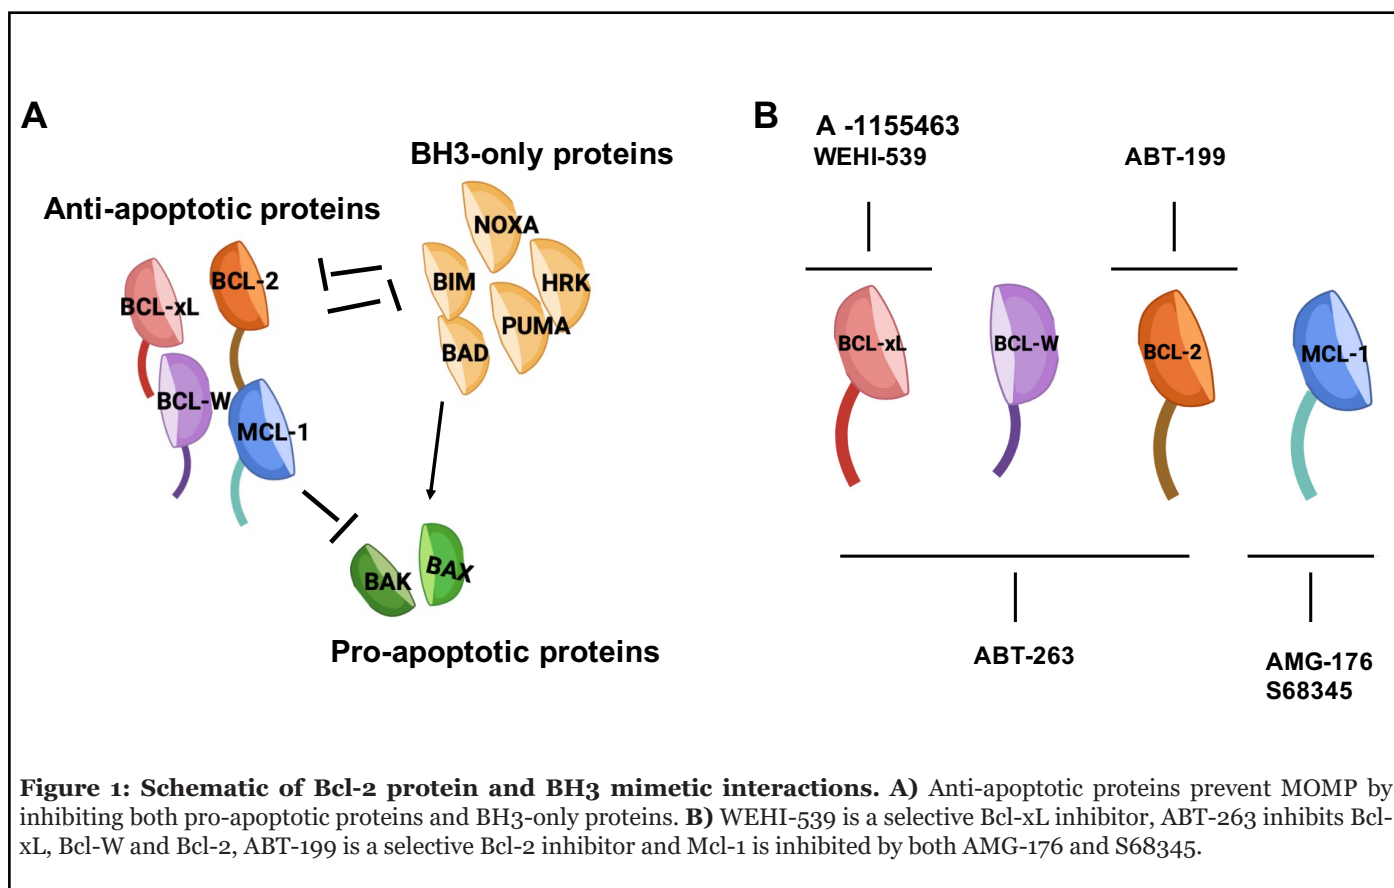 A
BH3-only proteins
Anti-apoptotic proteins
NOXA
BCL-2
BIM
HRK
BCL-xL
PUMA
BAD
BCL-W
MCL-1
BAK
BAX
Pro-apoptotic proteins
B
A -1155463
WEHI-539
ABT-199
BCL-xL
BCL-W
BCL-2
MCL-1
ABT-263
AMG-176
S68345
Figure 1: Schematic of Bcl-2 protein and BH3 mimetic interactions. A) Anti-apoptotic proteins prevent MOMP by
inhibiting both pro-apoptotic proteins and BH3-only proteins. B) WEHI-539 is a selective Bcl-xL inhibitor, ABT-263 inhibits Bcl-
xL, Bcl-W and Bcl-2, ABT-199 is a selective Bcl-2 inhibitor and Mcl-1 is inhibited by both AMG-176 and S68345.